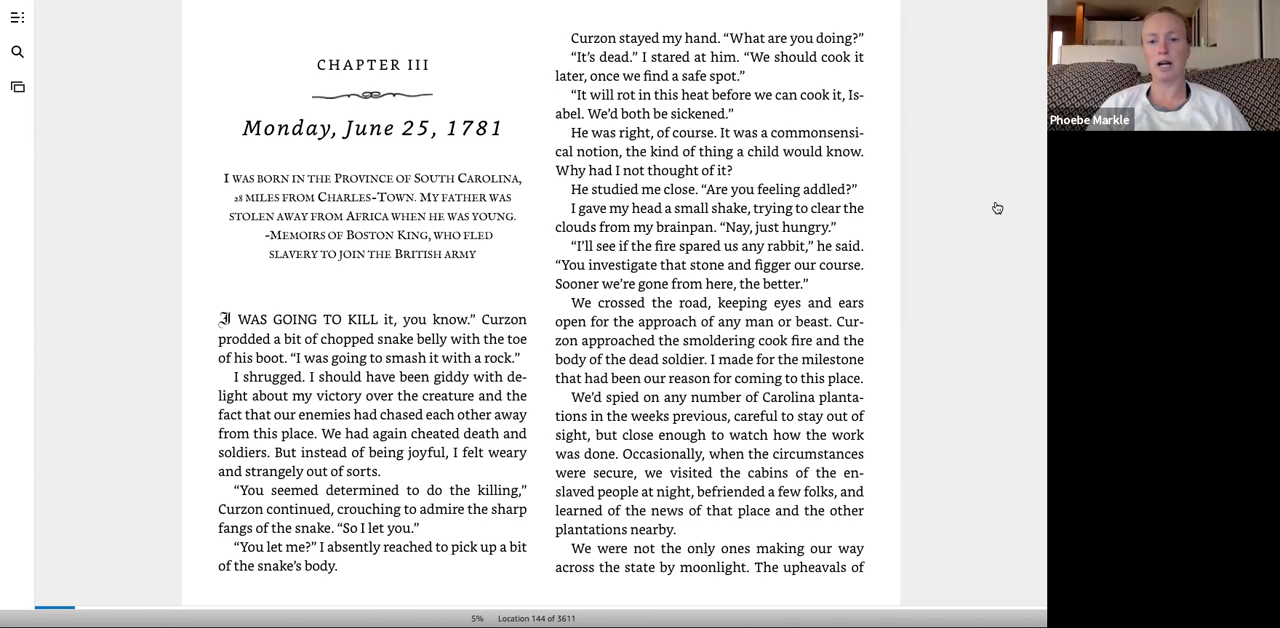 CHAPTER III
Monday, June 25, 1781
I WAS BORN IN THE PROVINCE OF SOUTH CAROLINA,
28 MILES FROM CHARLES-TOWN. MY FATHER WAS
STOLEN AWAY FROM AFRICA WHEN HE WAS YOUNG.
-MEMOIRS OF BOSTON KING, WHO FLED
SLAVERY TO JOIN THE BRITISH ARMY
I WAS GOING TO KILL it, you know.” Curzon
prodded a bit of chopped snake belly with the toe
of his boot. “I was going to smash it with a rock.”
I shrugged. I should have been giddy with de-
light about my victory over the creature and the
fact that our enemies had chased each other away
from this place. We had again cheated death and
soldiers. But instead of being joyful, I felt weary
and strangely out of sorts.
“You seemed determined to do the killing,”
Curzon continued, crouching to admire the sharp
fangs of the snake. “So I let you.”
“You let me?” I absently reached to pick up a bit
of the snake’s body.
Curzon stayed my hand. “What are you doing?”
“It’s dead.” I stared at him. “We should cook it
later, once we find a safe spot.”
“It will rot in this heat before we can cook it, Is-
abel. We’d both be sickened.”
He was right, of course. It was a commonsensi-
cal notion, the kind of thing a child would know.
Why had I not thought of it?
He studied me close. “Are you feeling addled?”
I gave my head a small shake, trying to clear the
clouds from my brainpan. “Nay, just hungry.”
“I’ll see if the fire spared us any rabbit,” he said.
“You investigate that stone and figger our course.
Sooner we’re gone from here, the better.”
We crossed the road, keeping eyes and ears
open for the approach of any man or beast. Cur-
zon approached the smoldering cook fire and the
body of the dead soldier. I made for the milestone
that had been our reason for coming to this place.
We’d spied on any number of Carolina planta-
tions in the weeks previous, careful to stay out of
sight, but close enough to watch how the work
was done. Occasionally, when the circumstances
were secure, we visited the cabins of the en-
slaved people at night, befriended a few folks, and
learned of the news of that place and the other
plantations nearby.
We were not the only ones making our way
across the state by moonlight. The upheavals of
5% Location 144 of 3611
Phoebe Markle